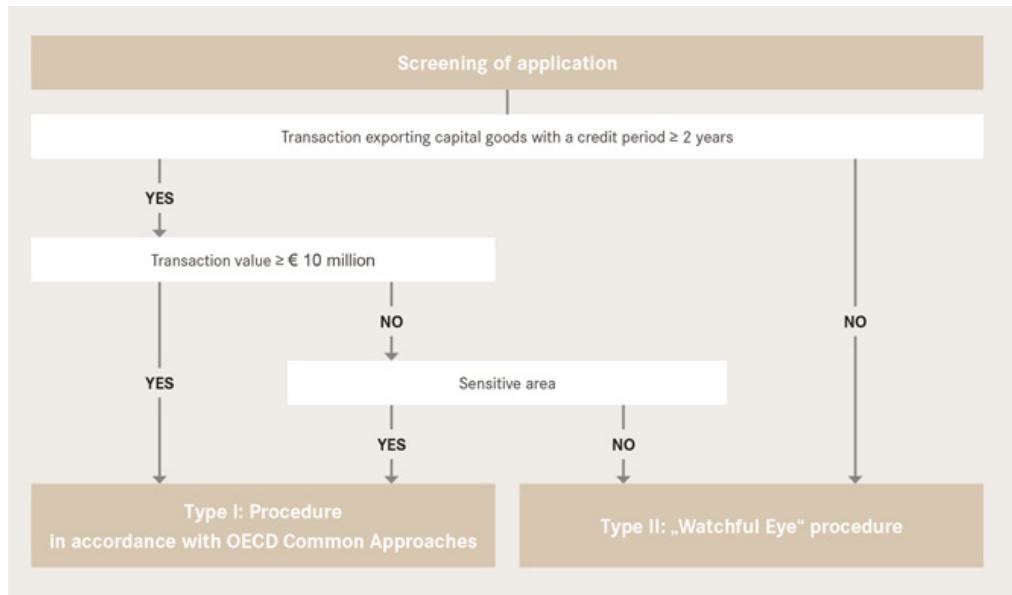 Screening of application
Transaction exporting capital goods with a credit period ≥ 2 years
YES
Transaction value ≥ € 10 million
NO
NO
YES
Sensitive area
YES
NO
Type I: Procedure
in accordance with OECD Common Approaches
Type II: „Watchful Eye“ procedure